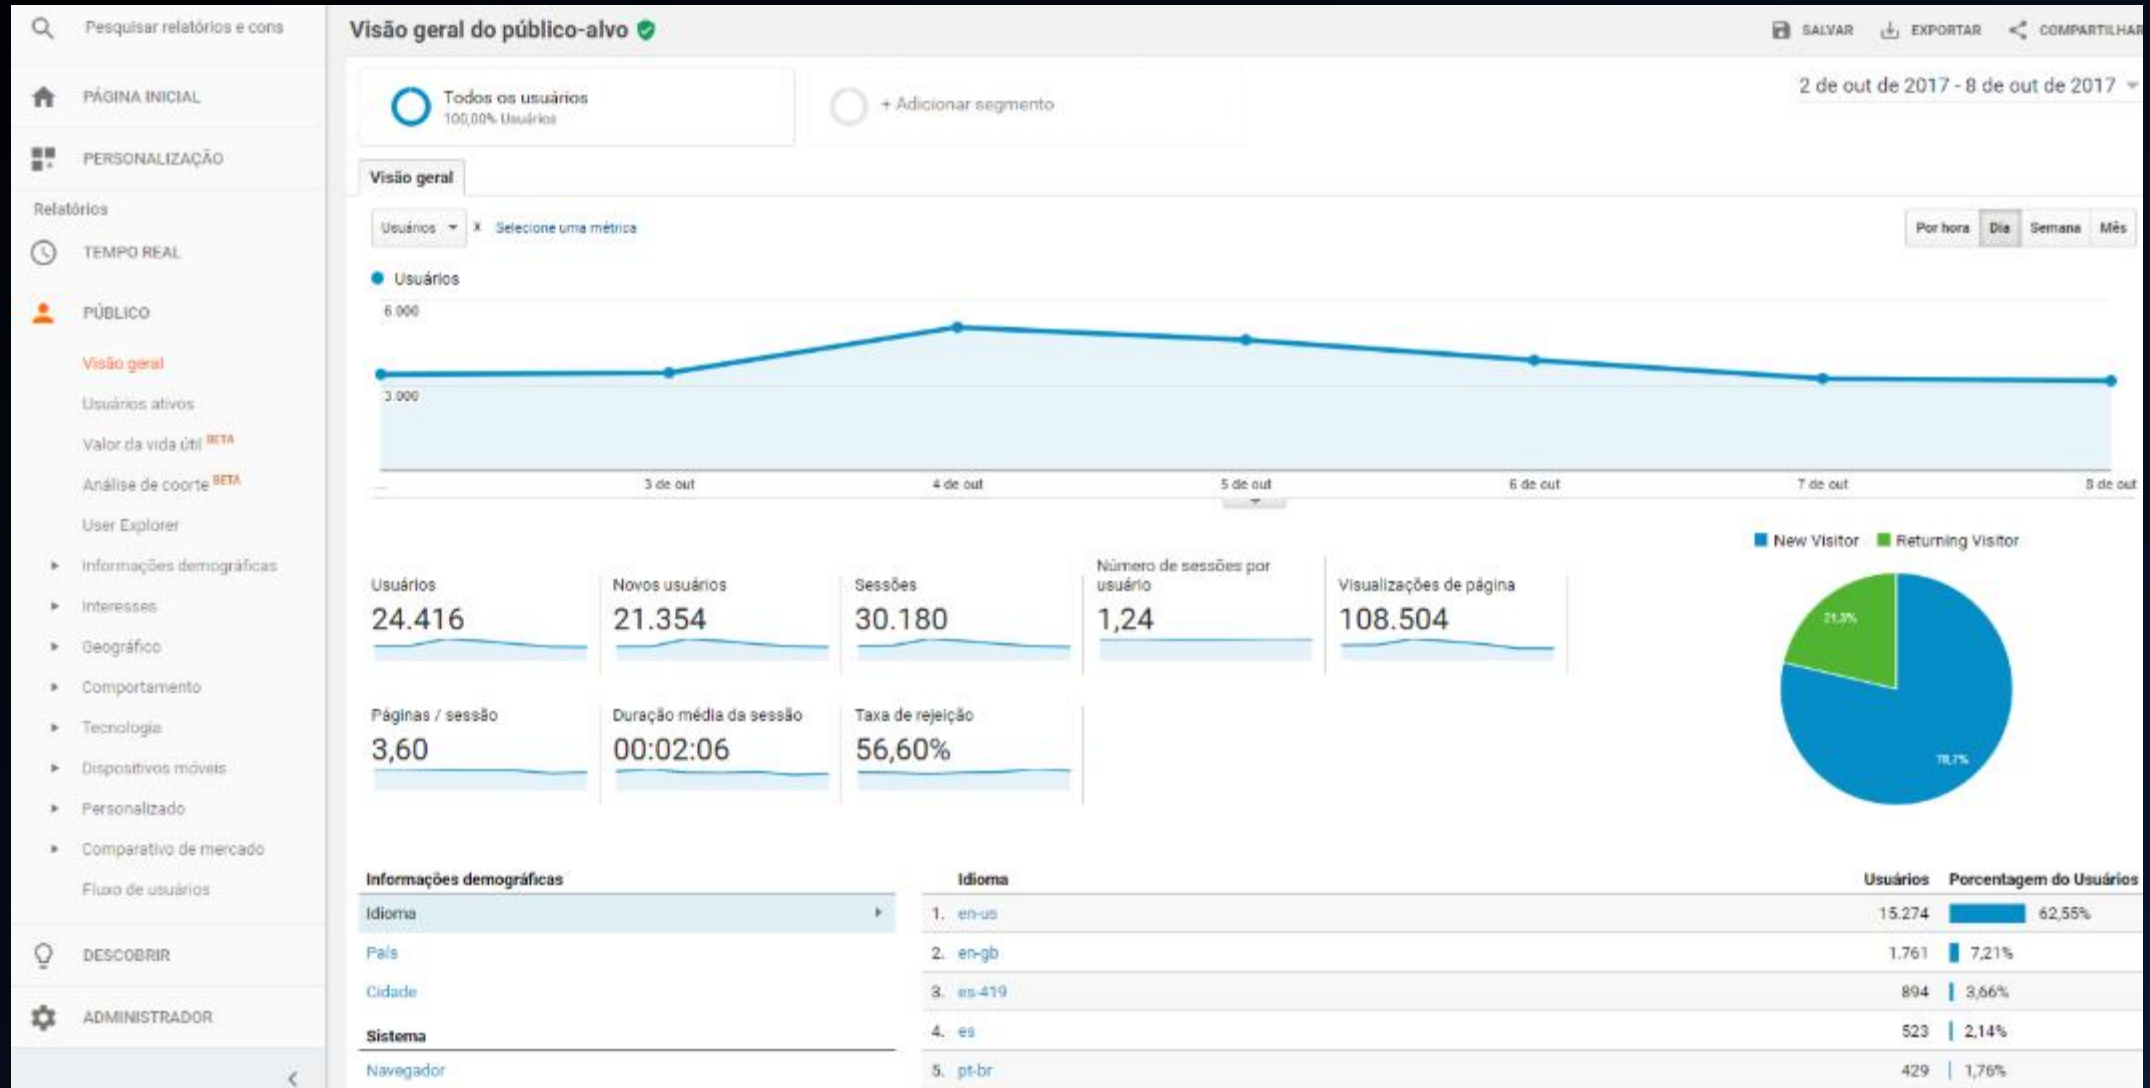 Pesquisar relatórios e cons
PÁGINA INICIAL
PERSONALIZAÇÃO
Relatórios
TEMPO REAL
PÚBLICO
Visão geral
Usuários ativos
Valor da vida útil BETA
Análise de coorte BETA
User Explorer
Informações demográficas
Interesses
Geográfico
Comportamento
Tecnologia
Dispositivos móveis
Personalizado
Comparativo de mercado
Fluxo de usuários
DESCOBRIR
ADMINISTRADOR
Visão geral do público-alvo
SALVAR EXPORTAR COMPARTILHAR
Todos os usuários
100,00% Usuários
+ Adicionar segmento
2 de out de 2017 - 8 de out de 2017
Visão geral
Usuários x Selecione uma métrica
Por hora Dia Semana Mês
Usuários
6.000
3.000
... 3 de out 4 de out 5 de out 6 de out 7 de out 8 de out
New Visitor Returning Visitor
21,3%
78,7%
Usuários
24.416
Novos usuários
21.354
Sessões
30.180
Número de sessões por
usuário
1,24
Visualizações de página
108.504
Páginas / sessão
3,60
Duração média da sessão
00:02:06
Taxa de rejeição
56,60%
Informações demográficas
Idioma
País
Cidade
Sistema
Navegador
Idioma Usuários Porcentagem do Usuários
1. en-us 15.274 62,55%
2. en-gb 1.761 7,21%
3. es-419 894 3,66%
4. es 523 2,14%
5. pt-br 429 1,76%